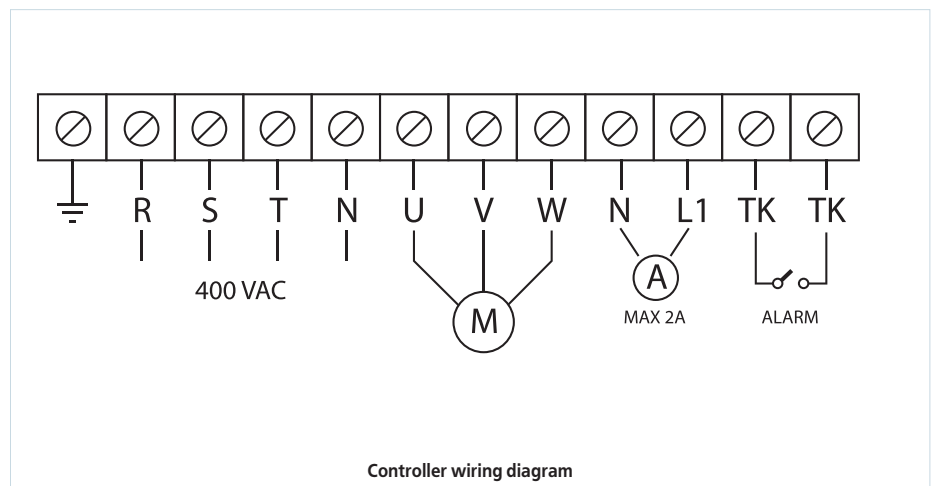 R S T N U V W N L1 TK TK
400 VAC
M
A
MAX 2A
ALARM
Controller wiring diagram